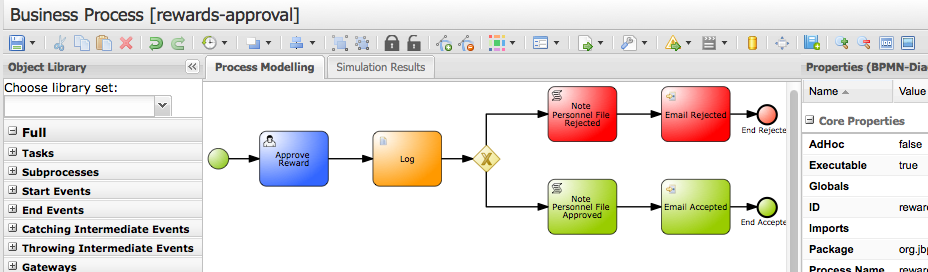 Business Process [rewards-approval]
Object Library
Process Modelling
Simulation Results
Properties (BPMN-Dia
Choose library set:
Name
Value
Full
Core Properties
Tasks
AdHoc
false
Subprocesses
Executable
true
Start Events
Globals
End Events
ID
rewar
Catching Intermediate Events
Imports
Throwing Intermediate Events
Package
org.jbp
Gateways
Process Name
rewar
Approve
Reward
Log
X
Note
Personnel File
Rejected
Email Rejected
End Rejecte
Note
Personnel File
Approved
Email Accepted
End Accepte